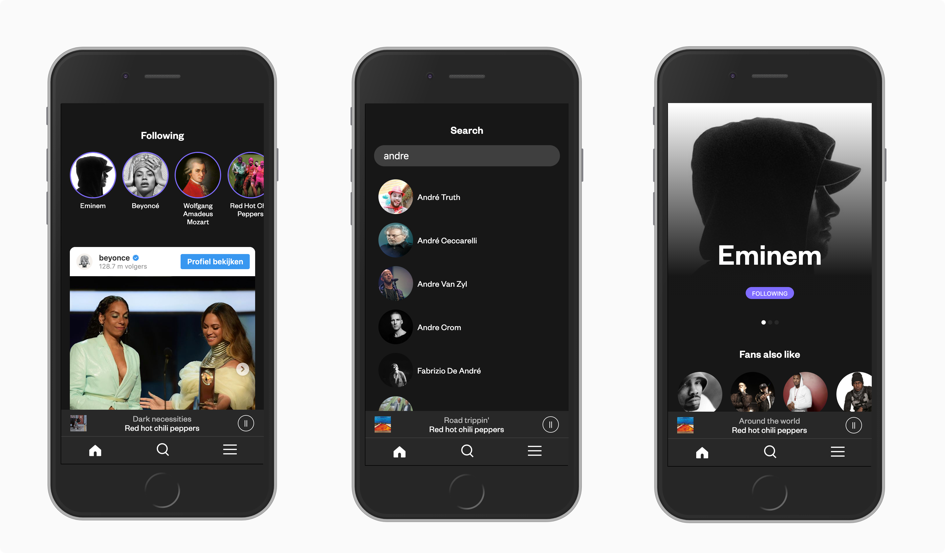 Following
Eminem
Beyoncé
Wolfgang
Amadeus
Mozart
Red Hot Ch
Peppers
beyonce
128,7 m volgers
Profiel bekijken
Dark necessities
Red hot chili peppers
Search
andre
André Truth
André Ceccarelli
Andre Van Zyl
Andre Crom
Fabrizio De André
Road trippin'
Red hot chili peppers
Eminem
FOLLOWING
Fans also like
Around the world
Red hot chili peppers